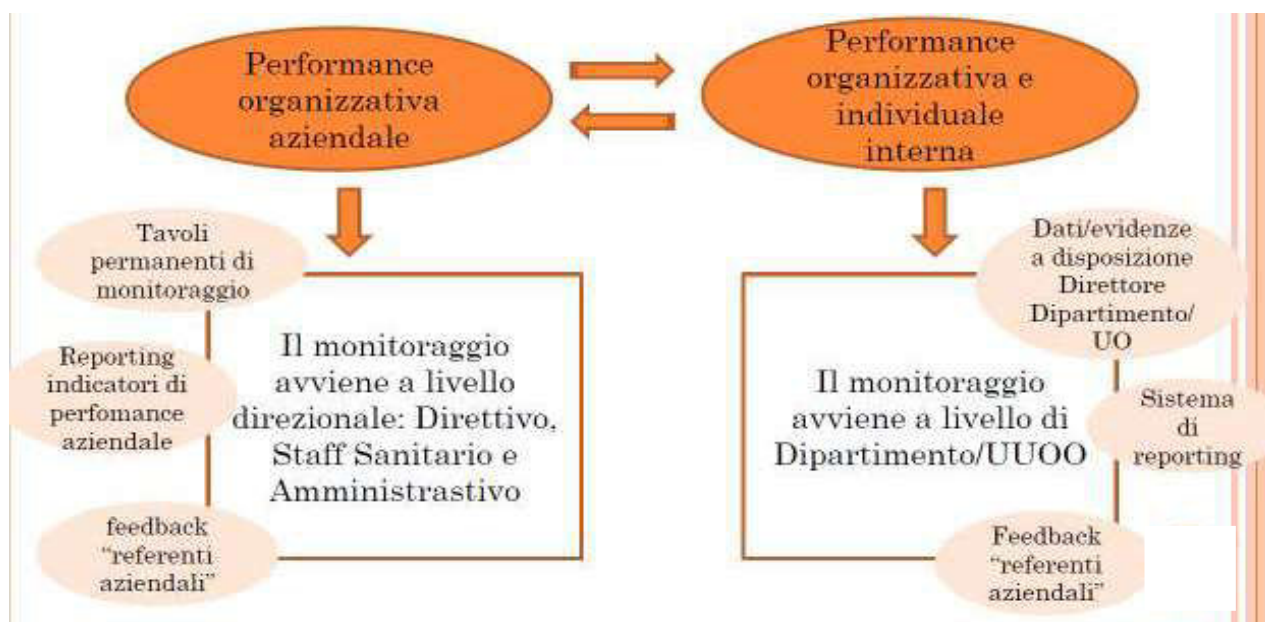 Performance
organizzativa
aziendale
Performance
organizzativa e
individuale
interna
Tavoli
permanenti di
monitoraggio
Reporting
indicatori di
perfomance
aziendale
feedback
“referenti
aziendali”
Il monitoraggio
avviene a livello
direzionale: Direttivo,
Staff Sanitario e
Amministrastivo
Il monitoraggio
avviene a livello di
Dipartimento/UUOO
Dati/evidenze
a disposizione
Direttore
Dipartimento/
UO
Sistema
di
reporting
Feedback
“referenti
aziendali”